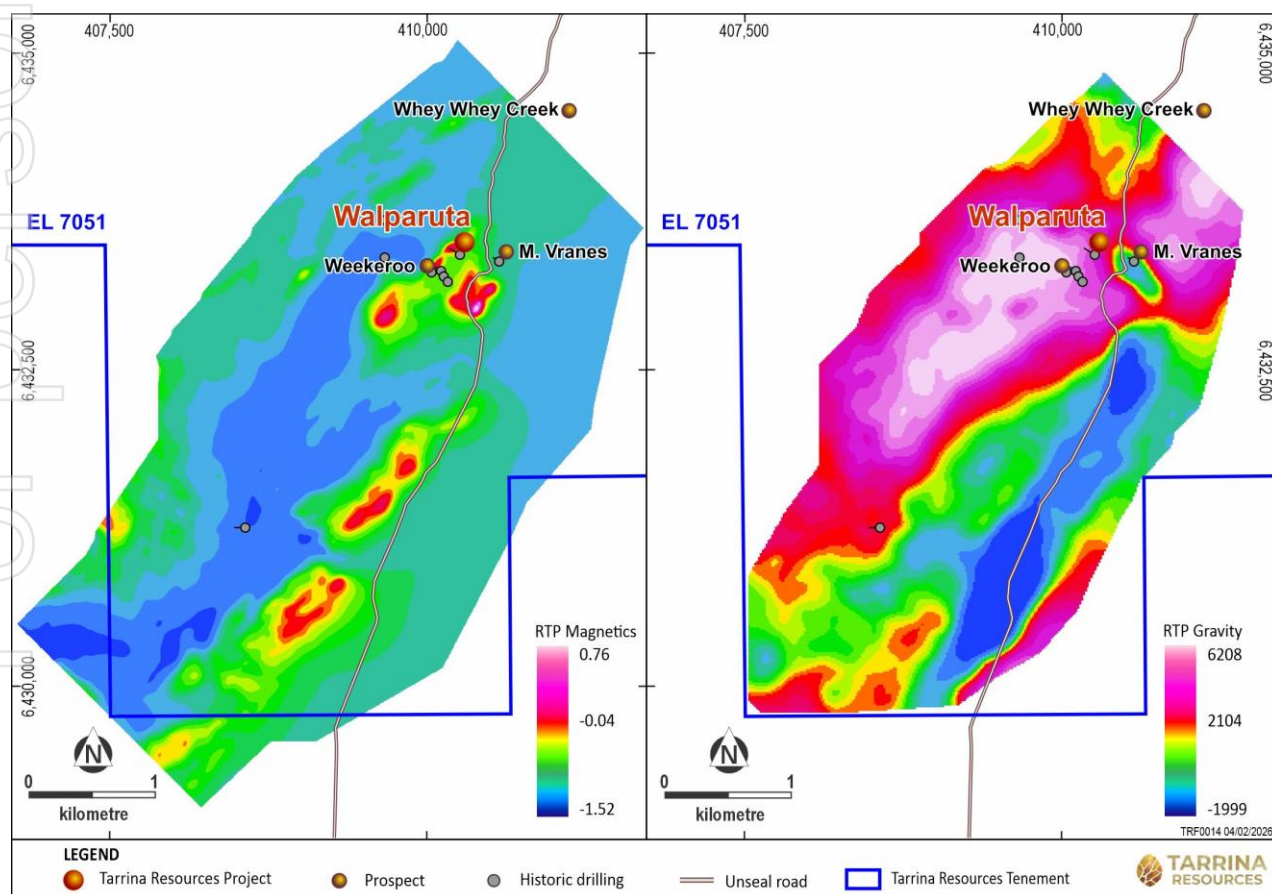 407,500
410,000
6,435,000
Whey Whey Creek
EL 7051
Walparuta
Weekeroo
M. Vranes
6,432,500
6,430,000
RTP Magnetics
0.76
-0.04
-1.52
N
0 1
kilometre
407,500
410,000
6,435,000
Whey Whey Creek
EL 7051
Walparuta
Weekeroo
M. Vranes
6,432,500
RTP Gravity
6208
2104
-1999
N
0 1
kilometre
TRF0014 04/02/2026
LEGEND
Tarrina Resources Project
Prospect
Historic drilling
Unseal road
Tarrina Resources Tenement
TARRINA
RESOURCES